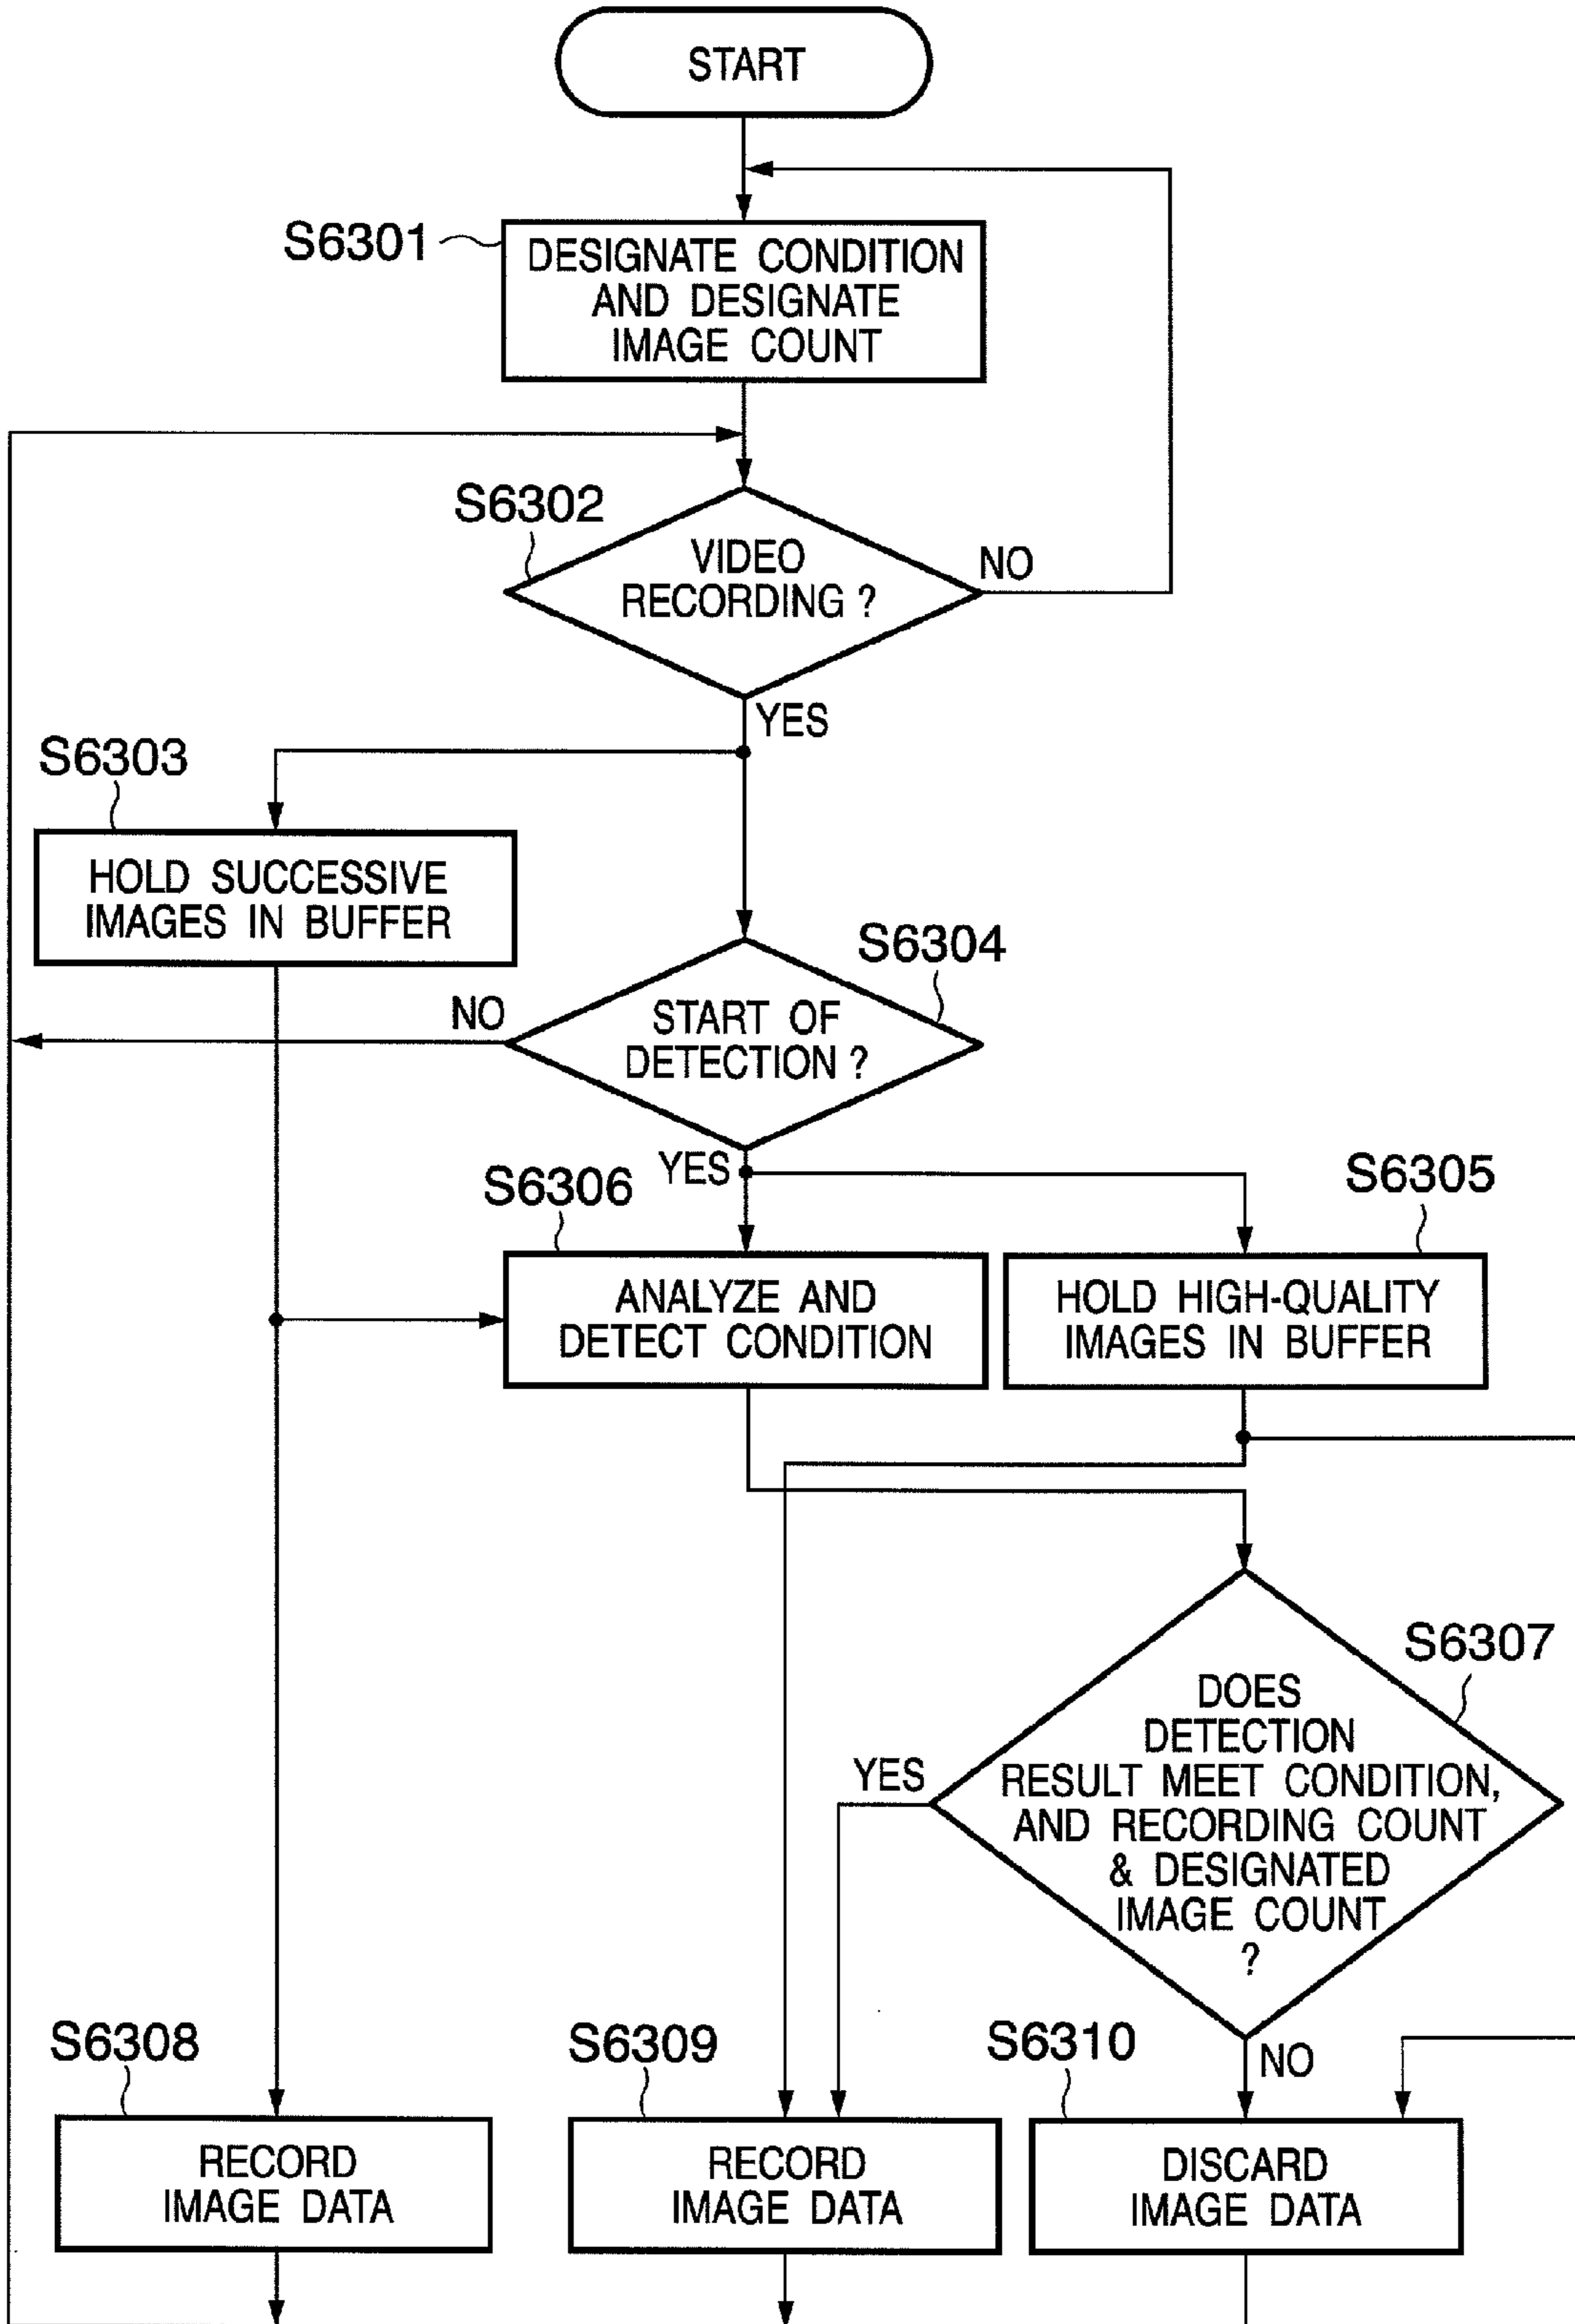 START
S6301
DESIGNATE CONDITION
AND DESIGNATE
IMAGE COUNT
S6302
VIDEO
RECORDING ?
NO
YES
S6303
HOLD SUCCESSIVE
IMAGES IN BUFFER
S6304
START OF
DETECTION ?
NO
YES
S6306
ANALYZE AND
DETECT CONDITION
S6305
HOLD HIGH-QUALITY
IMAGES IN BUFFER
S6307
DOES
DETECTION
RESULT MEET CONDITION,
AND RECORDING COUNT
& DESIGNATED
IMAGE COUNT
?
YES
NO
S6308
RECORD
IMAGE DATA
S6309
RECORD
IMAGE DATA
S6310
DISCARD
IMAGE DATA